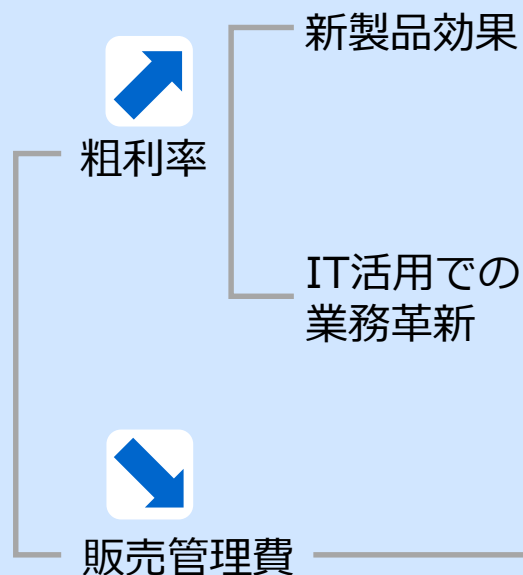 新製品効果
粗利率
IT活用での
業務革新
販売管理費